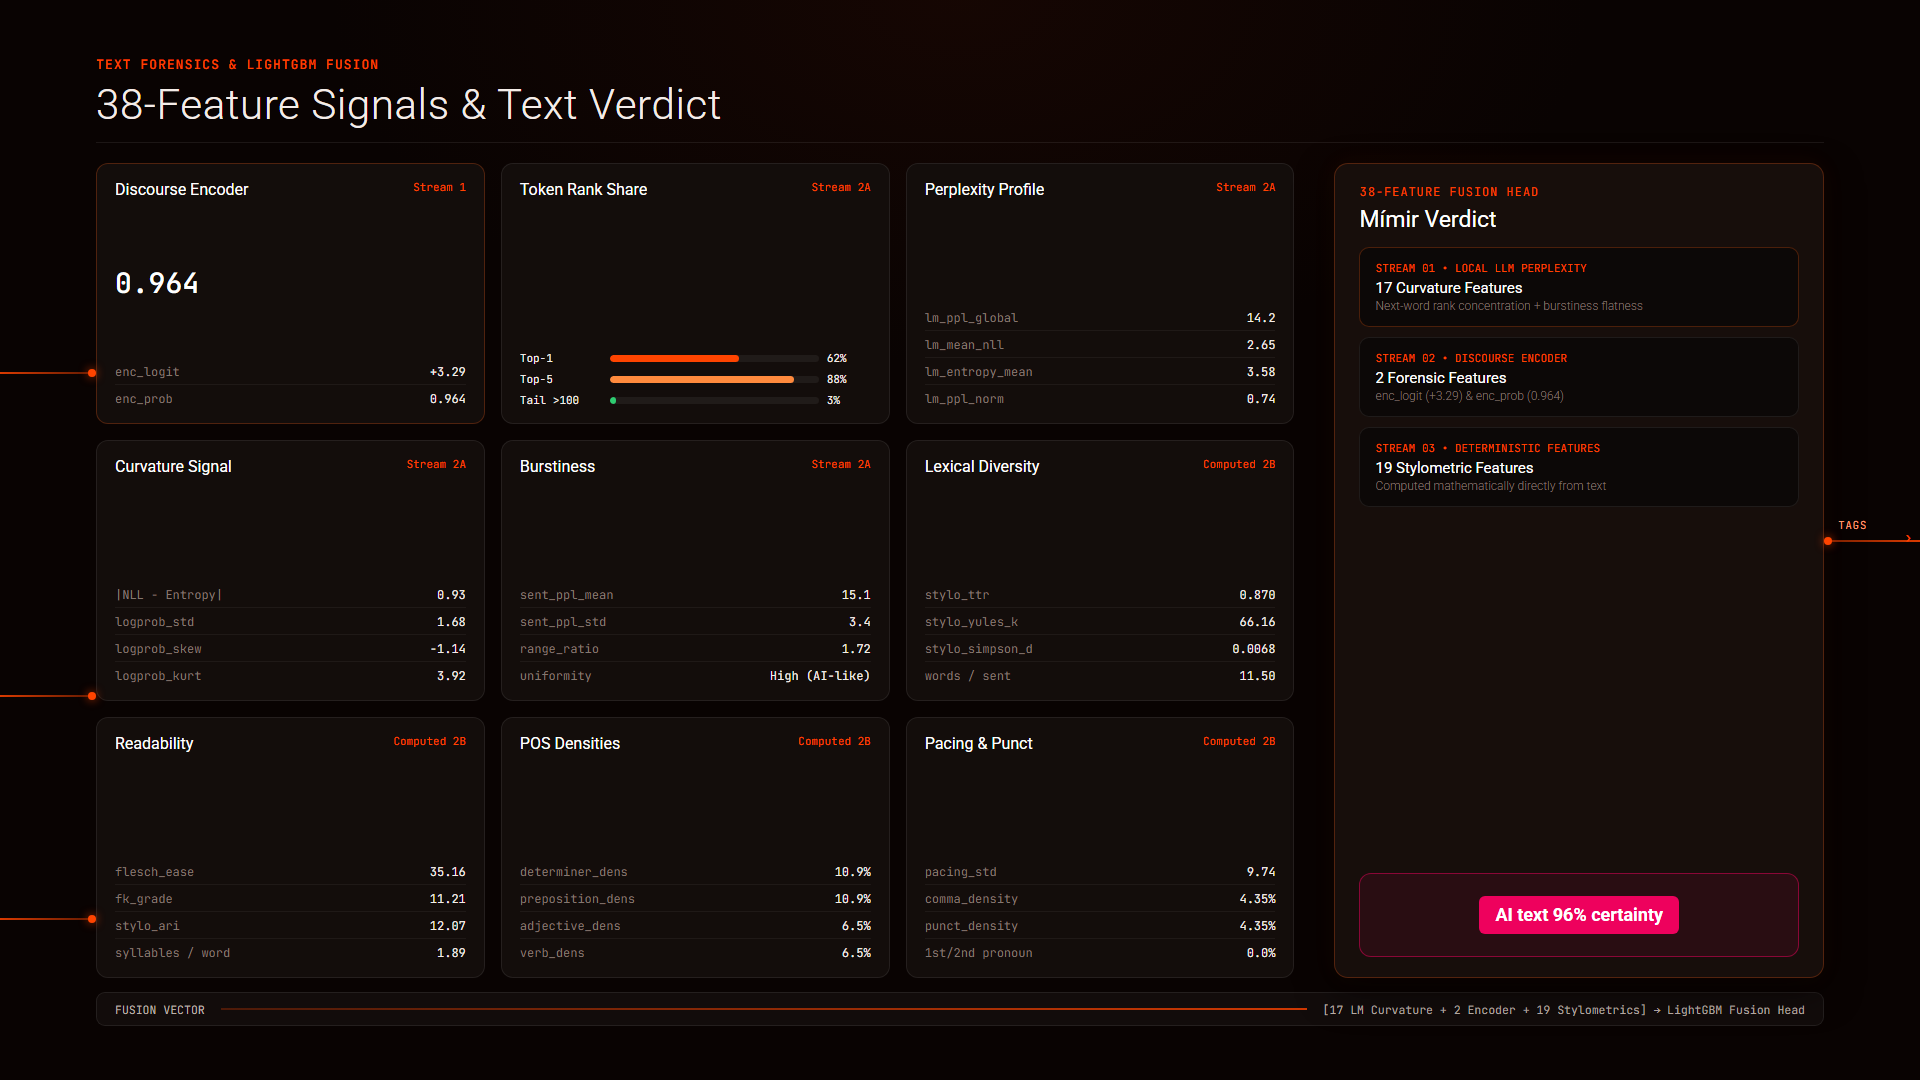 TEXT FORENSICS & LIGHTGBM FUSION
38-Feature Signals & Text Verdict
Discourse Encoder
Stream 1
0.964
enc_logit +3.29
enc_prob 0.964
Token Rank Share
Stream 2A
Top-1 62%
Top-5 88%
Tail >100 3%
Perplexity Profile
Stream 2A
lm_ppl_global 14.2
lm_mean_nll 2.65
lm_entropy_mean 3.58
lm_ppl_norm 0.74
Curvature Signal
Stream 2A
|NLL - Entropy| 0.93
logprob_std 1.68
logprob_skew -1.14
logprob_kurt 3.92
Burstiness
Stream 2A
sent_ppl_mean 15.1
sent_ppl_std 3.4
range_ratio 1.72
uniformity High (AI-like)
Lexical Diversity
Computed 2B
stylo_ttr 0.870
stylo_yules_k 66.16
stylo_simpson_d 0.0068
words / sent 11.50
Readability
Computed 2B
flesch_ease 35.16
fk_grade 11.21
stylo_ari 12.07
syllables / word 1.89
POS Densities
Computed 2B
determiner_dens 10.9%
preposition_dens 10.9%
adjective_dens 6.5%
verb_dens 6.5%
Pacing & Punct
Computed 2B
pacing_std 9.74
comma_density 4.35%
punct_density 4.35%
1st/2nd pronoun 0.0%
38-FEATURE FUSION HEAD
Mímir Verdict
STREAM 01 • LOCAL LLM PERPLEXITY
17 Curvature Features
Next-word rank concentration + burstiness flatness
STREAM 02 • DISCOURSE ENCODER
2 Forensic Features
enc_logit (+3.29) & enc_prob (0.964)
STREAM 03 • DETERMINISTIC FEATURES
19 Stylometric Features
Computed mathematically directly from text
AI text 96% certainty
TAGS
FUSION VECTOR
[17 LM Curvature + 2 Encoder + 19 Stylometrics] → LightGBM Fusion Head